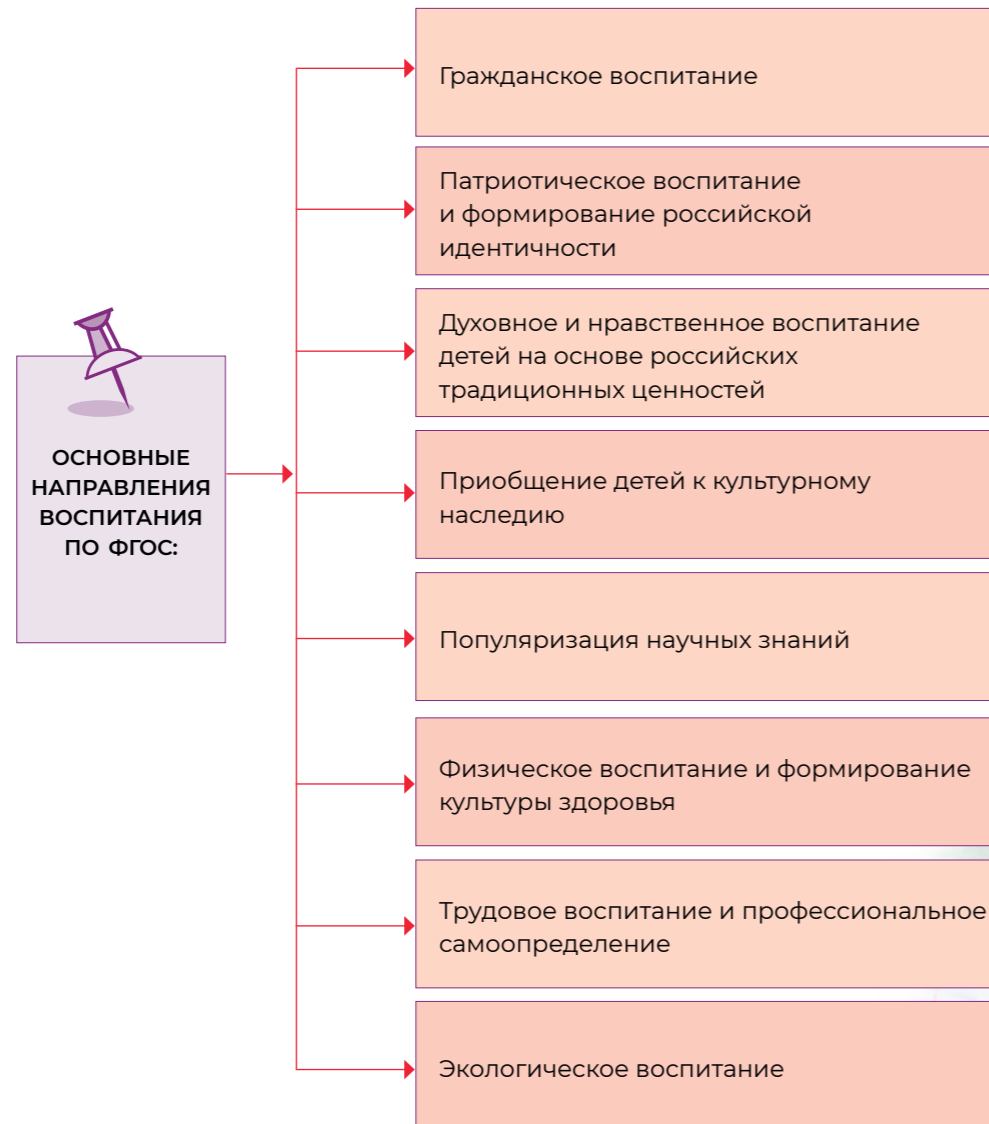 ОСНОВНЫЕ
НАПРАВЛЕНИЯ
ВОСПИТАНИЯ
ПО ФГОС:
Гражданское воспитание
Патриотическое воспитание
и формирование российской
идентичности
Духовное и нравственное воспитание
детей на основе российских
традиционных ценностей
Приобщение детей к культурному
наследию
Популяризация научных знаний
Физическое воспитание и формирование
культуры здоровья
Трудовое воспитание и профессиональное
самоопределение
Экологическое воспитание